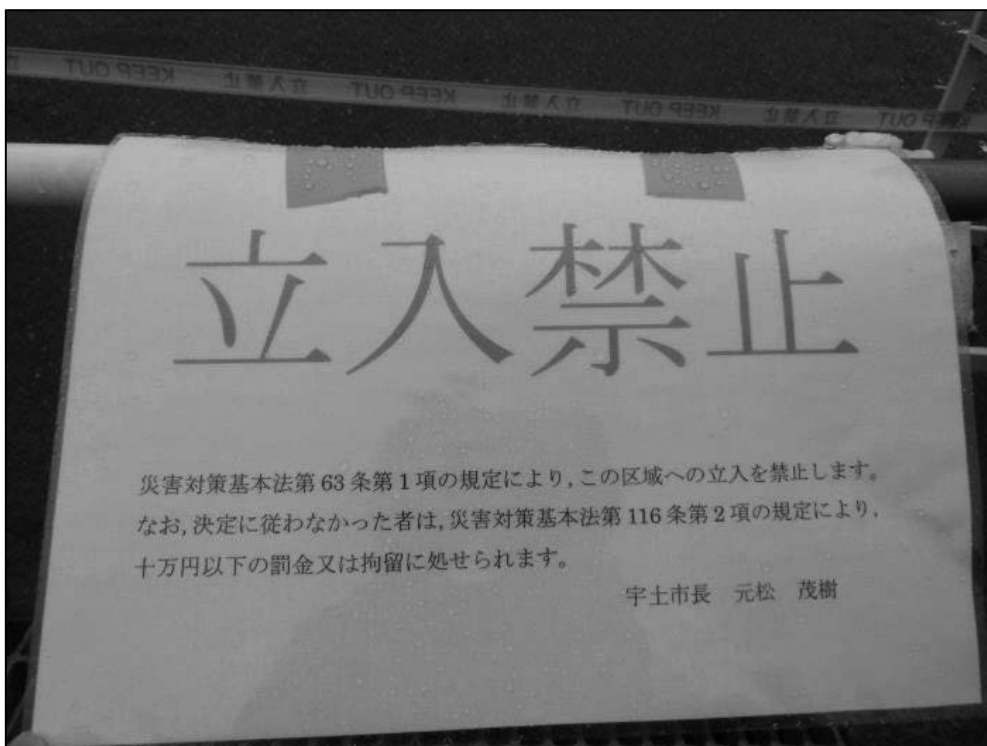 KEEP OUT 立入禁止 KEEP OUT 立入禁止 KEEP OUT 立入禁止 KEEP OUT
立入禁止
災害対策基本法第 63 条第 1 項の規定により,この区域への立入を禁止します。
なお,決定に従わなかった者は,災害対策基本法第 116 条第 2 項の規定により,
十万円以下の罰金又は拘留に処せられます。
宇土市長 元松 茂樹